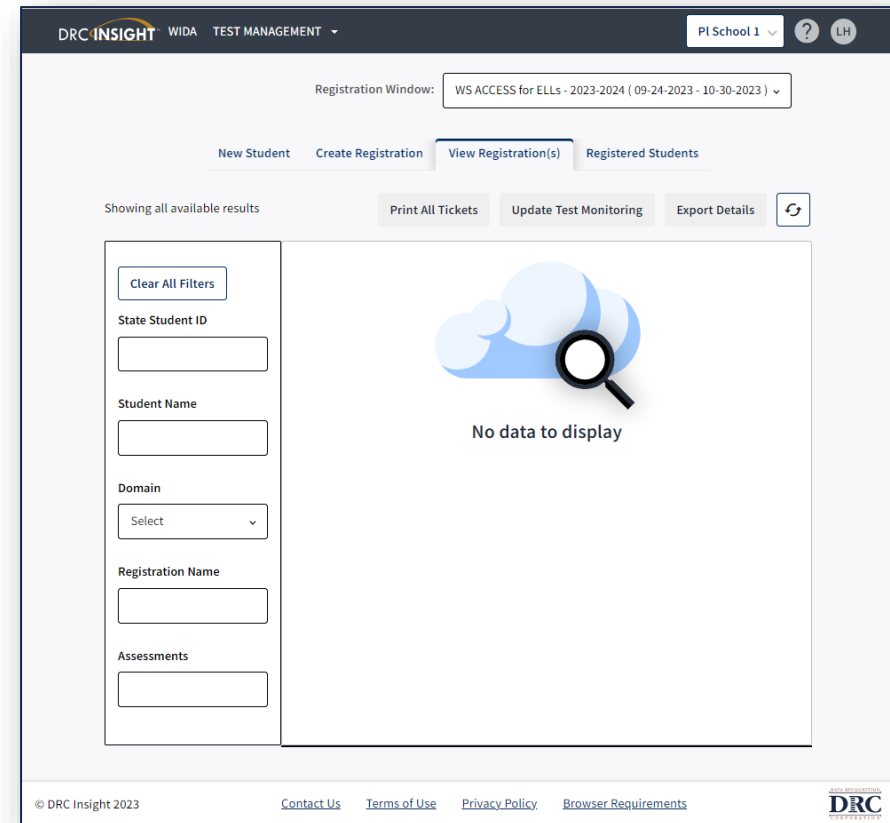 DRC INSIGHT WIDA TEST MANAGEMENT Pl School 1 ? LH
Registration Window: WS ACCESS for ELLs - 2023-2024 ( 09-24-2023 - 10-30-2023 )
New Student Create Registration View Registration(s) Registered Students
Showing all available results Print All Tickets Update Test Monitoring Export Details
Clear All Filters
State Student ID
Student Name
No data to display
Domain
Select
Registration Name
Assessments
© DRC Insight 2023 Contact Us Terms of Use Privacy Policy Browser Requirements
DATA RECOGNITION
DRC
CORPORATION